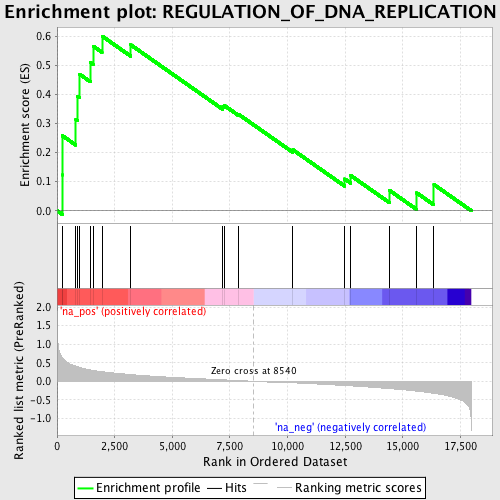 Enrichment plot: REGULATION_OF_DNA_REPLICATION
Enrichment score (ES)
0.6
0.5
0.4
0.3
0.2
0.1
0.0
'na_pos' (positively correlated)
Ranked list metric (PreRanked)
2.0
1.5
1.0
0.5
0.0
-0.5
-1.0
Zero cross at 8540
'na_neg' (negatively correlated)
0 2,500 5,000 7,500 10,000 12,500 15,000 17,500
Rank in Ordered Dataset
Enrichment profile Hits Ranking metric scores